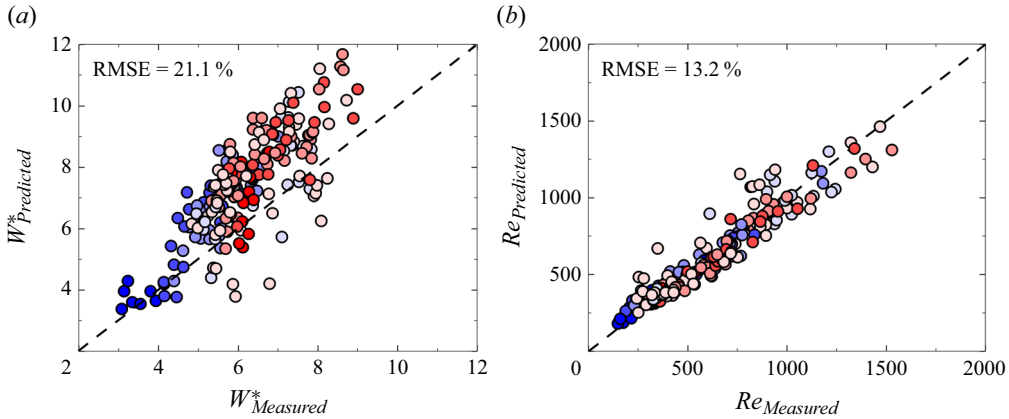 (a)
12
10
8
6
4
2
4
6
8
10
12
RMSE = 21.1 %
W*Predicted
W*Measured
(b)
2000
1500
1000
500
0
500
1000
1500
2000
RMSE = 13.2 %
RePredicted
ReMeasured